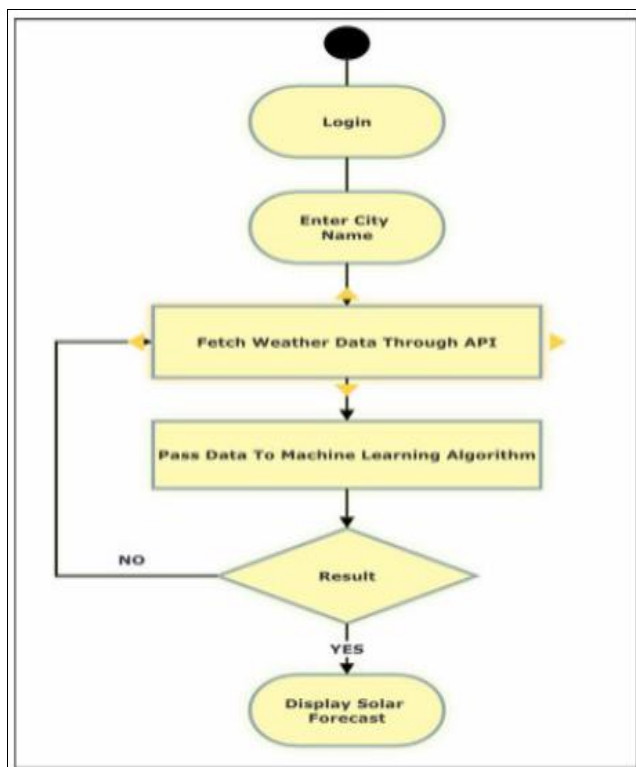 Login
Enter City
Name
Fetch Weather Data Through API
Pass Data To Machine Learning Algorithm
Result
NO
YES
Display Solar
Forecast